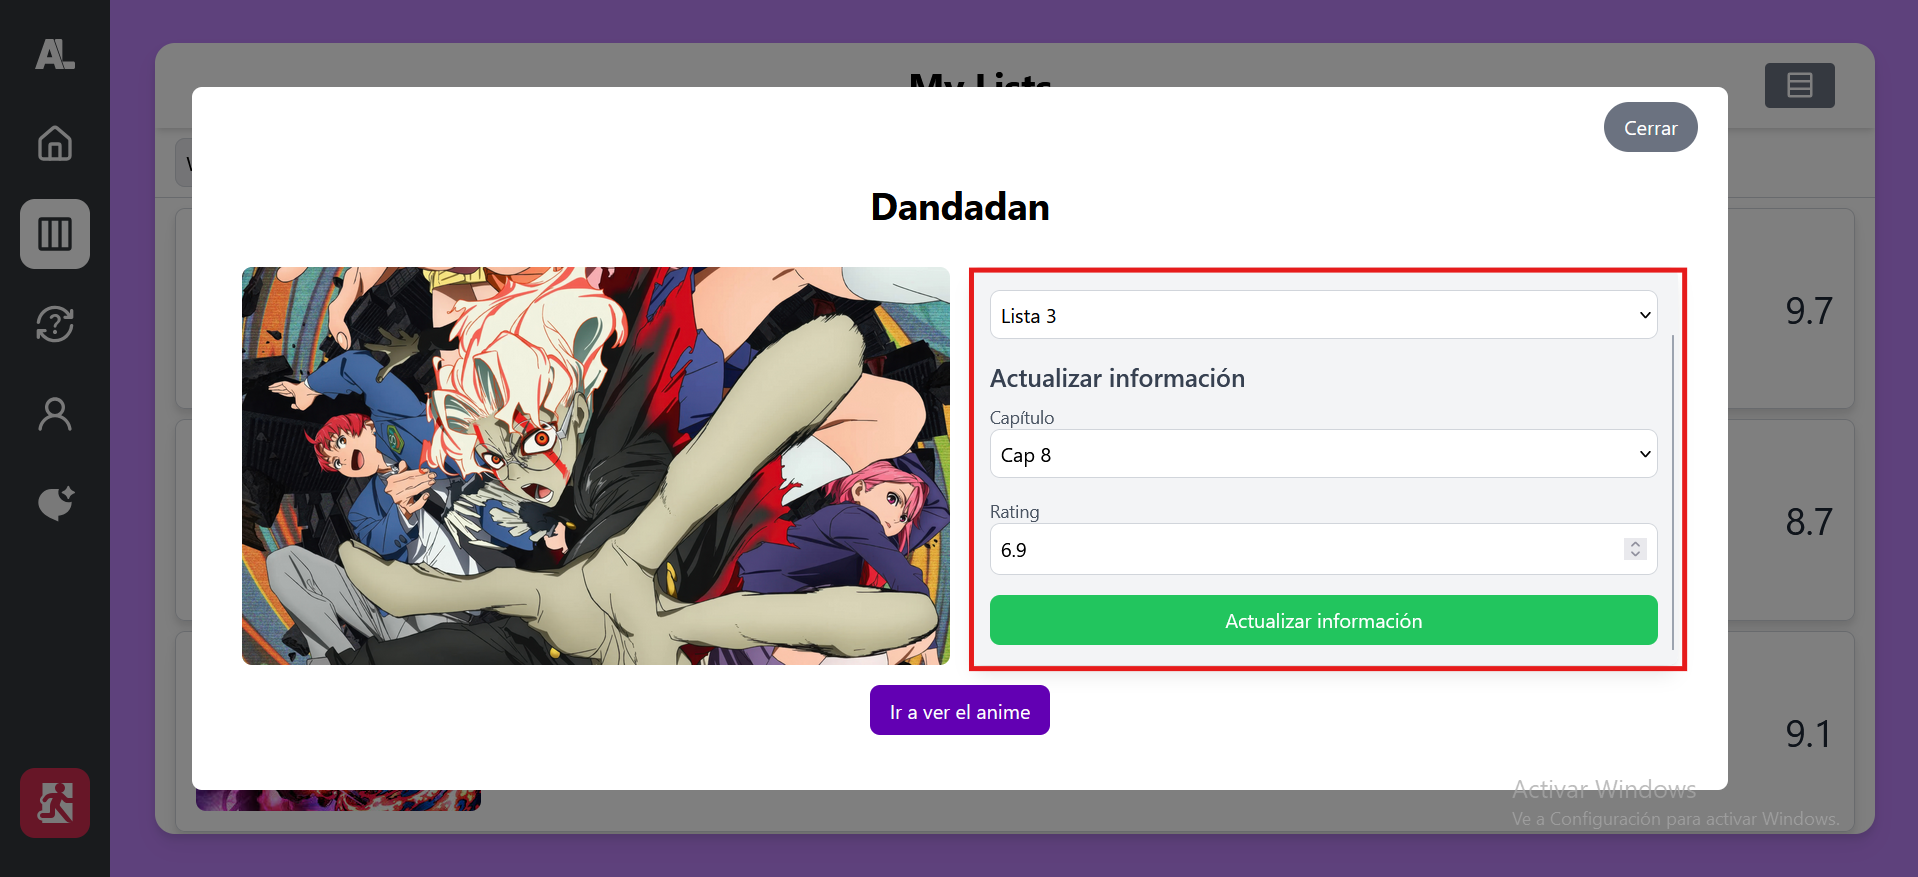 AL
My Lists
Cerrar
Dandadan
Lista 3
9.7
Actualizar información
Capítulo
Cap 8
8.7
Rating
6.9
Actualizar información
Ir a ver el anime
9.1
Activar Windows
Ve a Configuración para activar Windows.